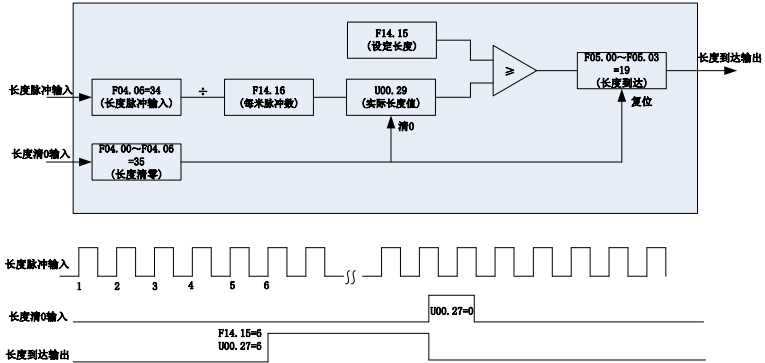 F14.15
(设定长度)
长度脉冲输入
F04.06=34
(长度脉冲输入)
÷
F14.16
(每米脉冲数)
U00.29
(实际长度值)
≥
F05.00～F05.03
=19
(长度到达)
长度到达输出
清0
复位
长度清0输入
F04.00～F04.06
=35
(长度清零)
长度脉冲输入
1 2 3 4 5 6
长度清0输入
U00.27=0
F14.15=6
U00.27=6
长度到达输出